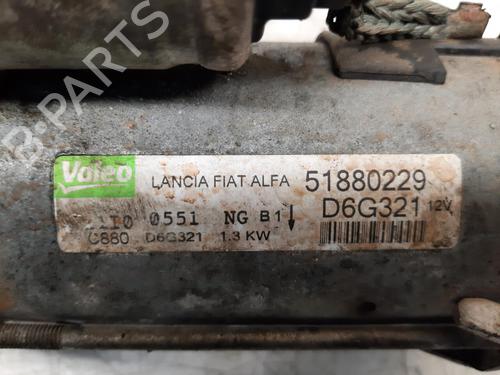 Valeo LANCIA FIAT ALFA 51880229
D6G321 12V
0551 NG B1
C880 D6G321 1.3 KW
B-PARTS